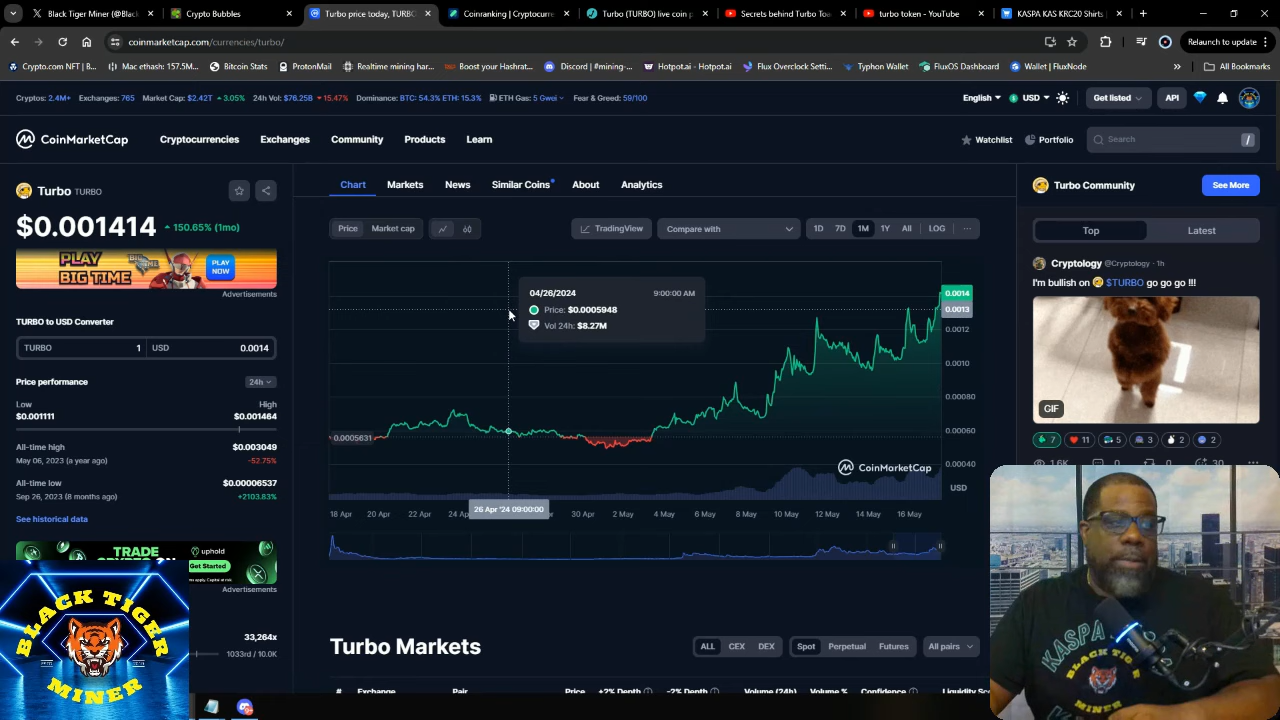 Black Tiger Miner (@Black
Crypto Bubbles
Turbo price today, TURBO
Coinranking | Cryptocurre
Turbo (TURBO) live coin p
Secrets behind Turbo Toa
turbo token - YouTube
KASPA KAS KRC20 Shirts |
coinmarketcap.com/currencies/turbo/
Relaunch to update
Crypto.com NFT | B...
Mac ethash: 157.5M...
Bitcoin Stats
ProtonMail
Realtime mining har...
Boost your Hashrat...
Discord | #mining-...
Hotpot.ai - Hotpot.ai
Flux Overclock Setti...
Typhon Wallet
FluxOS Dashboard
Wallet | FluxNode
All Bookmarks
Cryptos: 2.4M+ Exchanges: 765 Market Cap: $2.42T 3.05% 24h Vol: $76.25B 15.47% Dominance: BTC: 54.3% ETH: 15.3% ETH Gas: 5 Gwei Fear & Greed: 59/100
English USD Get listed API
CoinMarketCap
Cryptocurrencies Exchanges Community Products Learn
Watchlist Portfolio Search /
Turbo TURBO
$0.001414 150.65% (1mo)
PLAY
BIG TIME
PLAY
NOW
Advertisements
TURBO to USD Converter
TURBO 1 USD 0.0014
Price performance 24h
Low High
$0.001111 $0.001464
All-time high $0.003049
May 06, 2023 (a year ago) -52.75%
All-time low $0.00006537
Sep 26, 2023 (8 months ago) +2103.83%
See historical data
TRADE
uphold
Get Started
Advertisements
33,264x
1033rd / 10.0K
BLACK TIGER
MINER
Chart Markets News Similar Coins About Analytics
Price Market cap
TradingView
Compare with
1D 7D 1M 1Y All LOG ...
04/26/2024 9:00:00 AM
Price: $0.0005948
Vol 24h: $8.27M
0.0014
0.0013
0.0012
0.0010
0.00080
0.00060
0.00040
0.0005631
CoinMarketCap
USD
18 Apr 20 Apr 22 Apr 24 26 Apr '24 09:00:00 30 Apr 2 May 4 May 6 May 8 May 10 May 12 May 14 May 16 May
Turbo Markets
ALL CEX DEX
Spot Perpetual Futures
All pairs
# Exchange Pair Price +2% Depth -2% Depth Volume (24h) Volume % Confidence Liquidity Sc
Turbo Community
See More
Top Latest
Cryptology @Cryptology · 1h
I'm bullish on $TURBO go go go !!!
GIF
7 11 5 3 2 2
1.6K 0 0 30
KASPA
BLACK TIGER
MINER